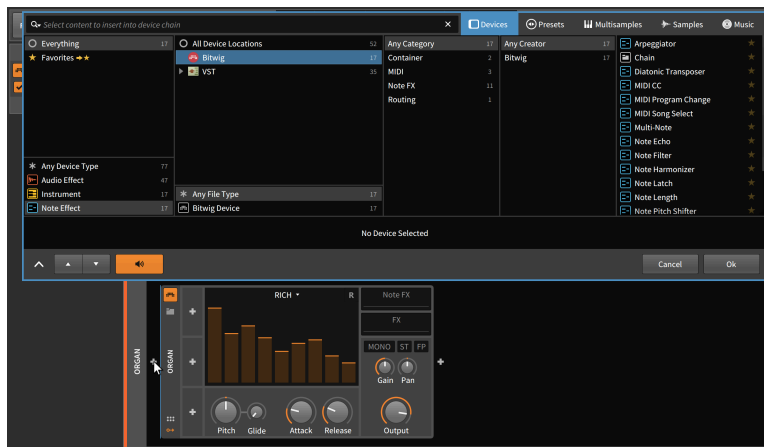 Select content to insert into device chain
Devices
Presets
Multisamples
Samples
Music
Everything 17
Favorites
Any Device Type 77
Audio Effect 47
Instrument 17
Note Effect 17
All Device Locations 52
Bitwig 17
VST 35
Any File Type 17
Bitwig Device 17
Any Category 17
Container 2
MIDI 3
Note FX 11
Routing 1
Any Creator 17
Bitwig 17
Arpeggiator
Chain
Diatonic Transposer
MIDI CC
MIDI Program Change
MIDI Song Select
Multi-Note
Note Echo
Note Filter
Note Harmonizer
Note Latch
Note Length
Note Pitch Shifter
No Device Selected
Cancel
Ok
ORGAN
ORGAN
RICH
R
Note FX
FX
MONO ST FP
Gain Pan
Pitch Glide Attack Release Output